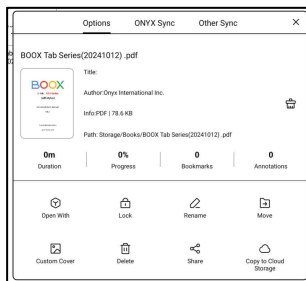 Options ONYX Sync Other Sync
BOOX Tab Series(20241012) .pdf
BOOX
Title:
Author:Onyx International Inc.
Info:PDF | 78.6 KB
Path: Storage/Books/BOOX Tab Series(20241012) .pdf
0m 0% 0 0
Duration Progress Bookmarks Annotations
Open With Lock Rename Move
Custom Cover Delete Share Copy to Cloud
Storage